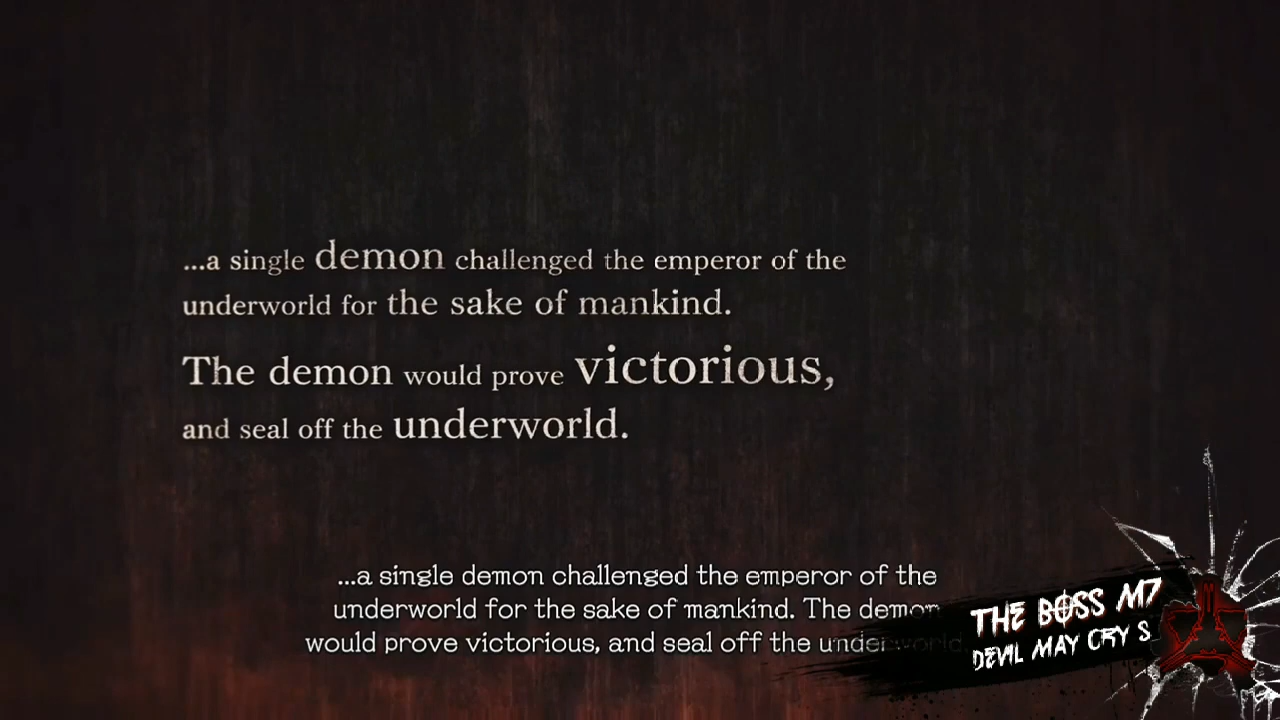 ...a single demon challenged the emperor of the
underworld for the sake of mankind.
The demon would prove victorious,
and seal off the underworld.
...a single demon challenged the emperor of the
underworld for the sake of mankind. The demon
would prove victorious, and seal off the underworld.
THE BOSS M7
DEVIL MAY CRY S